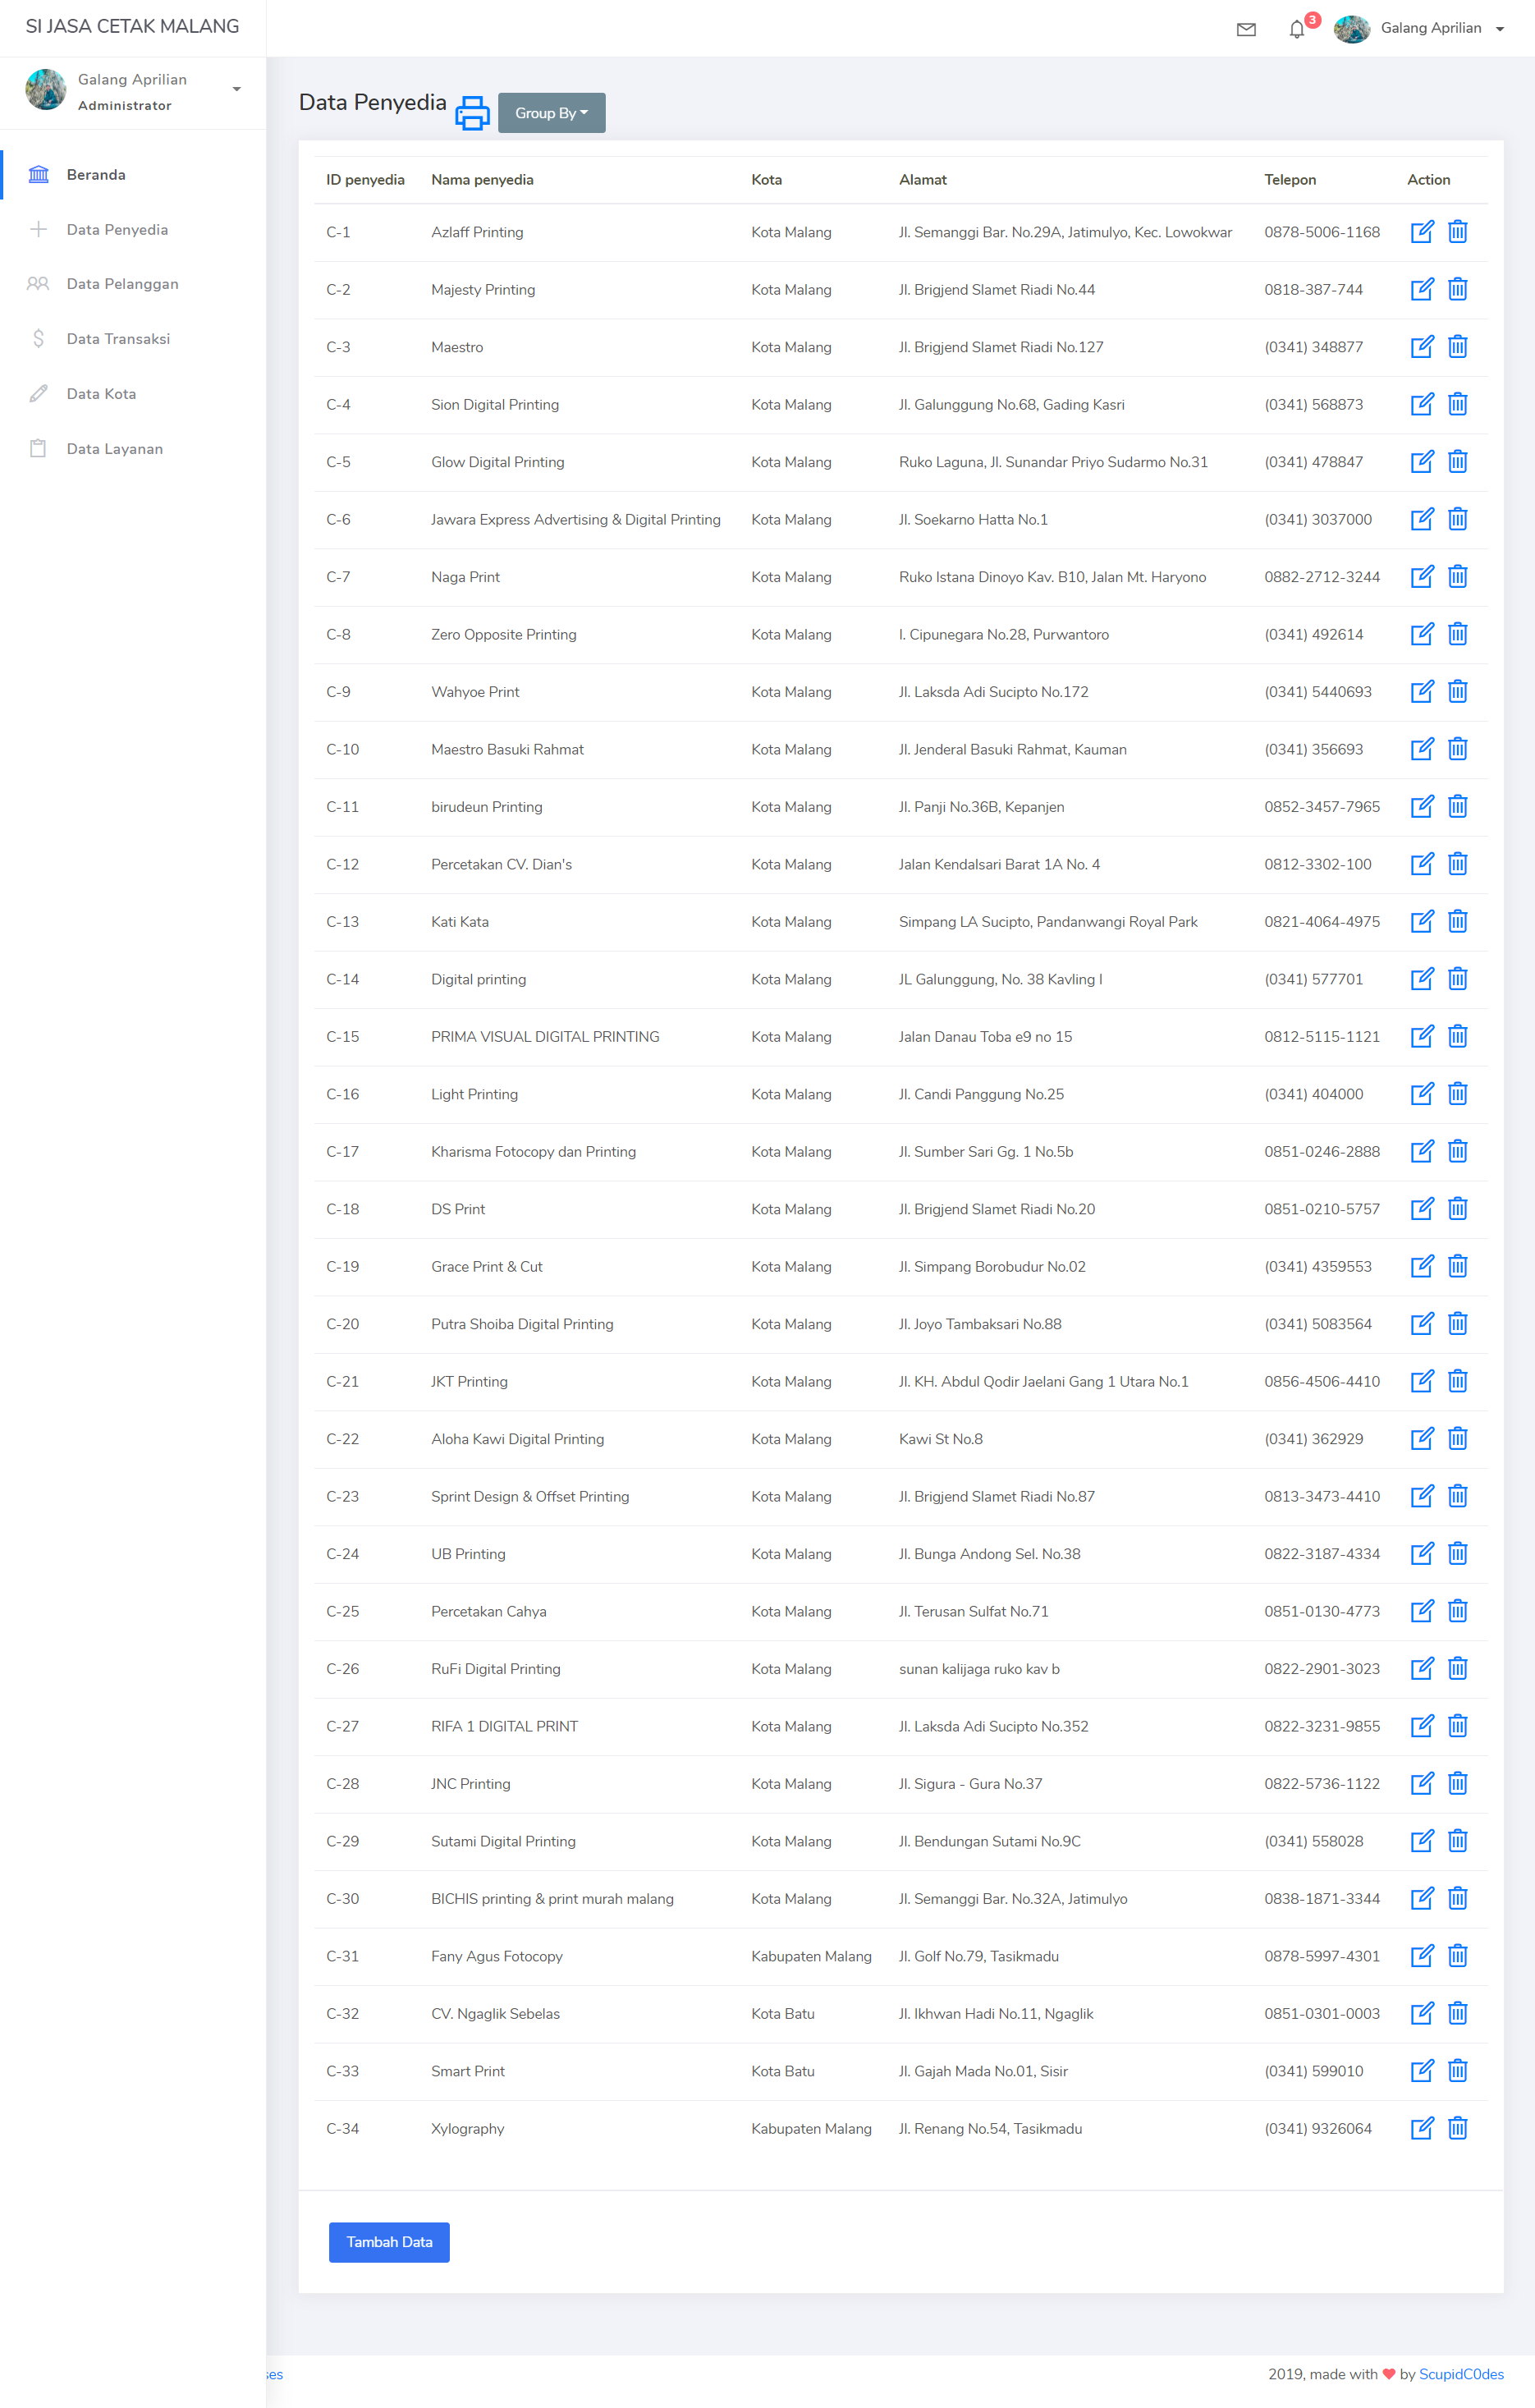 SI JASA CETAK MALANG
3
Galang Aprilian
Galang Aprilian
Administrator
Beranda
Data Penyedia
Data Pelanggan
Data Transaksi
Data Kota
Data Layanan
Data Penyedia Group By
ID penyedia Nama penyedia Kota Alamat Telepon Action
C-1 Azlaff Printing Kota Malang Jl. Semanggi Bar. No.29A, Jatimulyo, Kec. Lowokwar 0878-5006-1168
C-2 Majesty Printing Kota Malang Jl. Brigjend Slamet Riadi No.44 0818-387-744
C-3 Maestro Kota Malang Jl. Brigjend Slamet Riadi No.127 (0341) 348877
C-4 Sion Digital Printing Kota Malang Jl. Galunggung No.68, Gading Kasri (0341) 568873
C-5 Glow Digital Printing Kota Malang Ruko Laguna, Jl. Sunandar Priyo Sudarmo No.31 (0341) 478847
C-6 Jawara Express Advertising & Digital Printing Kota Malang Jl. Soekarno Hatta No.1 (0341) 3037000
C-7 Naga Print Kota Malang Ruko Istana Dinoyo Kav. B10, Jalan Mt. Haryono 0882-2712-3244
C-8 Zero Opposite Printing Kota Malang l. Cipunegara No.28, Purwantoro (0341) 492614
C-9 Wahyoe Print Kota Malang Jl. Laksda Adi Sucipto No.172 (0341) 5440693
C-10 Maestro Basuki Rahmat Kota Malang Jl. Jenderal Basuki Rahmat, Kauman (0341) 356693
C-11 birudeun Printing Kota Malang Jl. Panji No.36B, Kepanjen 0852-3457-7965
C-12 Percetakan CV. Dian's Kota Malang Jalan Kendalsari Barat 1A No. 4 0812-3302-100
C-13 Kati Kata Kota Malang Simpang LA Sucipto, Pandanwangi Royal Park 0821-4064-4975
C-14 Digital printing Kota Malang JL Galunggung, No. 38 Kavling I (0341) 577701
C-15 PRIMA VISUAL DIGITAL PRINTING Kota Malang Jalan Danau Toba e9 no 15 0812-5115-1121
C-16 Light Printing Kota Malang Jl. Candi Panggung No.25 (0341) 404000
C-17 Kharisma Fotocopy dan Printing Kota Malang Jl. Sumber Sari Gg. 1 No.5b 0851-0246-2888
C-18 DS Print Kota Malang Jl. Brigjend Slamet Riadi No.20 0851-0210-5757
C-19 Grace Print & Cut Kota Malang Jl. Simpang Borobudur No.02 (0341) 4359553
C-20 Putra Shoiba Digital Printing Kota Malang Jl. Joyo Tambaksari No.88 (0341) 5083564
C-21 JKT Printing Kota Malang Jl. KH. Abdul Qodir Jaelani Gang 1 Utara No.1 0856-4506-4410
C-22 Aloha Kawi Digital Printing Kota Malang Kawi St No.8 (0341) 362929
C-23 Sprint Design & Offset Printing Kota Malang Jl. Brigjend Slamet Riadi No.87 0813-3473-4410
C-24 UB Printing Kota Malang Jl. Bunga Andong Sel. No.38 0822-3187-4334
C-25 Percetakan Cahya Kota Malang Jl. Terusan Sulfat No.71 0851-0130-4773
C-26 RuFi Digital Printing Kota Malang sunan kalijaga ruko kav b 0822-2901-3023
C-27 RIFA 1 DIGITAL PRINT Kota Malang Jl. Laksda Adi Sucipto No.352 0822-3231-9855
C-28 JNC Printing Kota Malang Jl. Sigura - Gura No.37 0822-5736-1122
C-29 Sutami Digital Printing Kota Malang Jl. Bendungan Sutami No.9C (0341) 558028
C-30 BICHIS printing & print murah malang Kota Malang Jl. Semanggi Bar. No.32A, Jatimulyo 0838-1871-3344
C-31 Fany Agus Fotocopy Kabupaten Malang Jl. Golf No.79, Tasikmadu 0878-5997-4301
C-32 CV. Ngaglik Sebelas Kota Batu Jl. Ikhwan Hadi No.11, Ngaglik 0851-0301-0003
C-33 Smart Print Kota Batu Jl. Gajah Mada No.01, Sisir (0341) 599010
C-34 Xylography Kabupaten Malang Jl. Renang No.54, Tasikmadu (0341) 9326064
Tambah Data
2019, made with by ScupidC0des